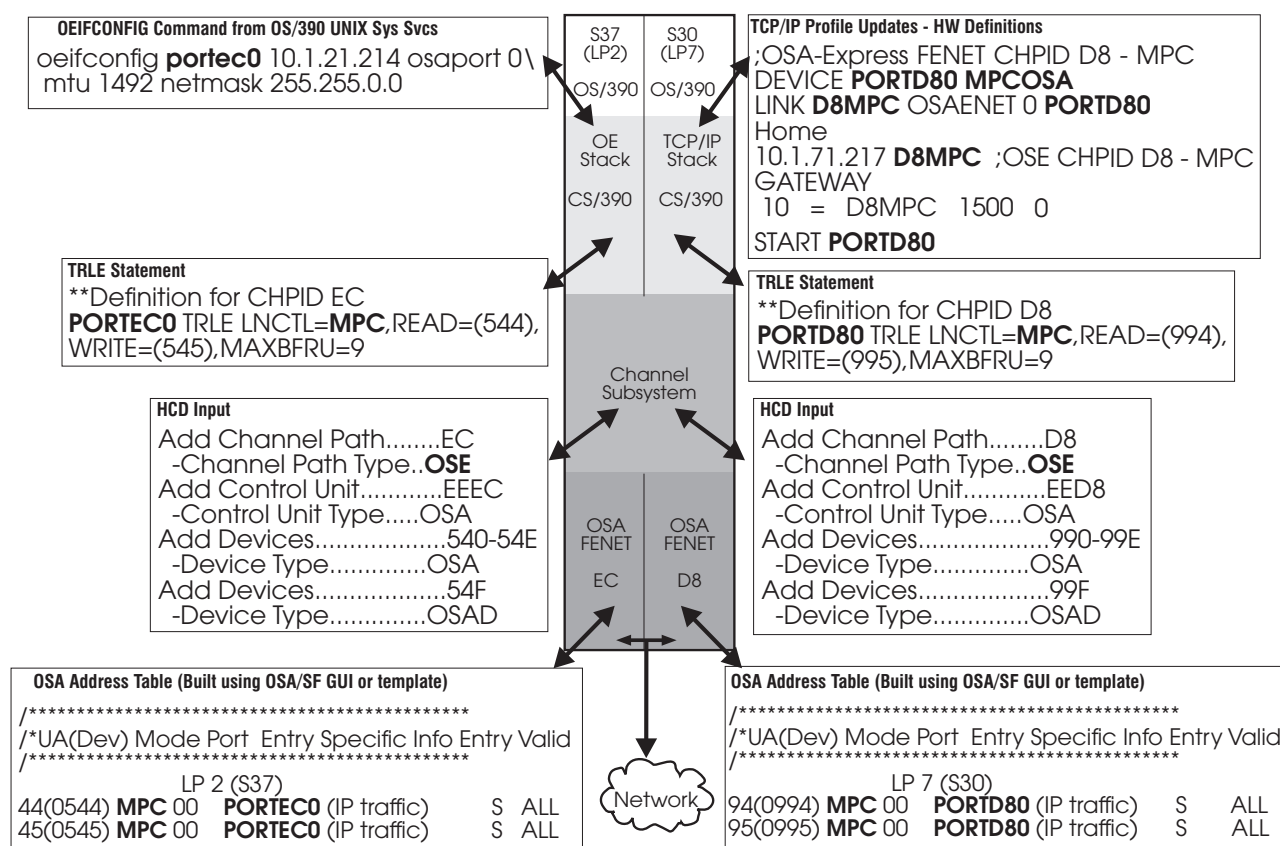 OEIFCONFIG Command from OS/390 UNIX Sys Svcs
oeifconfig portec0 10.1.21.214 osaport 0\
mtu 1492 netmask 255.255.0.0
S37
(LP2)
OS/390
S30
(LP7)
OS/390
OE
Stack
CS/390
TCP/IP
Stack
CS/390
TCP/IP Profile Updates - HW Definitions
;OSA-Express FENET CHPID D8 - MPC
DEVICE PORTD80 MPCOSA
LINK D8MPC OSAENET 0 PORTD80
Home
10.1.71.217 D8MPC ;OSE CHPID D8 - MPC
GATEWAY
10 = D8MPC 1500 0
START PORTD80
TRLE Statement
**Definition for CHPID EC
PORTEC0 TRLE LNCTL=MPC,READ=(544),
WRITE=(545),MAXBFRU=9
TRLE Statement
**Definition for CHPID D8
PORTD80 TRLE LNCTL=MPC,READ=(994),
WRITE=(995),MAXBFRU=9
Channel
Subsystem
HCD Input
Add Channel Path........EC
-Channel Path Type..OSE
Add Control Unit............EEEC
-Control Unit Type.....OSA
Add Devices...................540-54E
-Device Type..............OSA
Add Devices...................54F
-Device Type..............OSAD
HCD Input
Add Channel Path........D8
-Channel Path Type..OSE
Add Control Unit............EED8
-Control Unit Type.....OSA
Add Devices...................990-99E
-Device Type..............OSA
Add Devices...................99F
-Device Type..............OSAD
OSA
FENET
EC
OSA
FENET
D8
OSA Address Table (Built using OSA/SF GUI or template)
/**********************************************
/*UA(Dev) Mode Port Entry Specific Info Entry Valid
/**********************************************
LP 2 (S37)
44(0544) MPC 00 PORTEC0 (IP traffic) S ALL
45(0545) MPC 00 PORTEC0 (IP traffic) S ALL
Network
OSA Address Table (Built using OSA/SF GUI or template)
/**********************************************
/*UA(Dev) Mode Port Entry Specific Info Entry Valid
/**********************************************
LP 7 (S30)
94(0994) MPC 00 PORTD80 (IP traffic) S ALL
95(0995) MPC 00 PORTD80 (IP traffic) S ALL